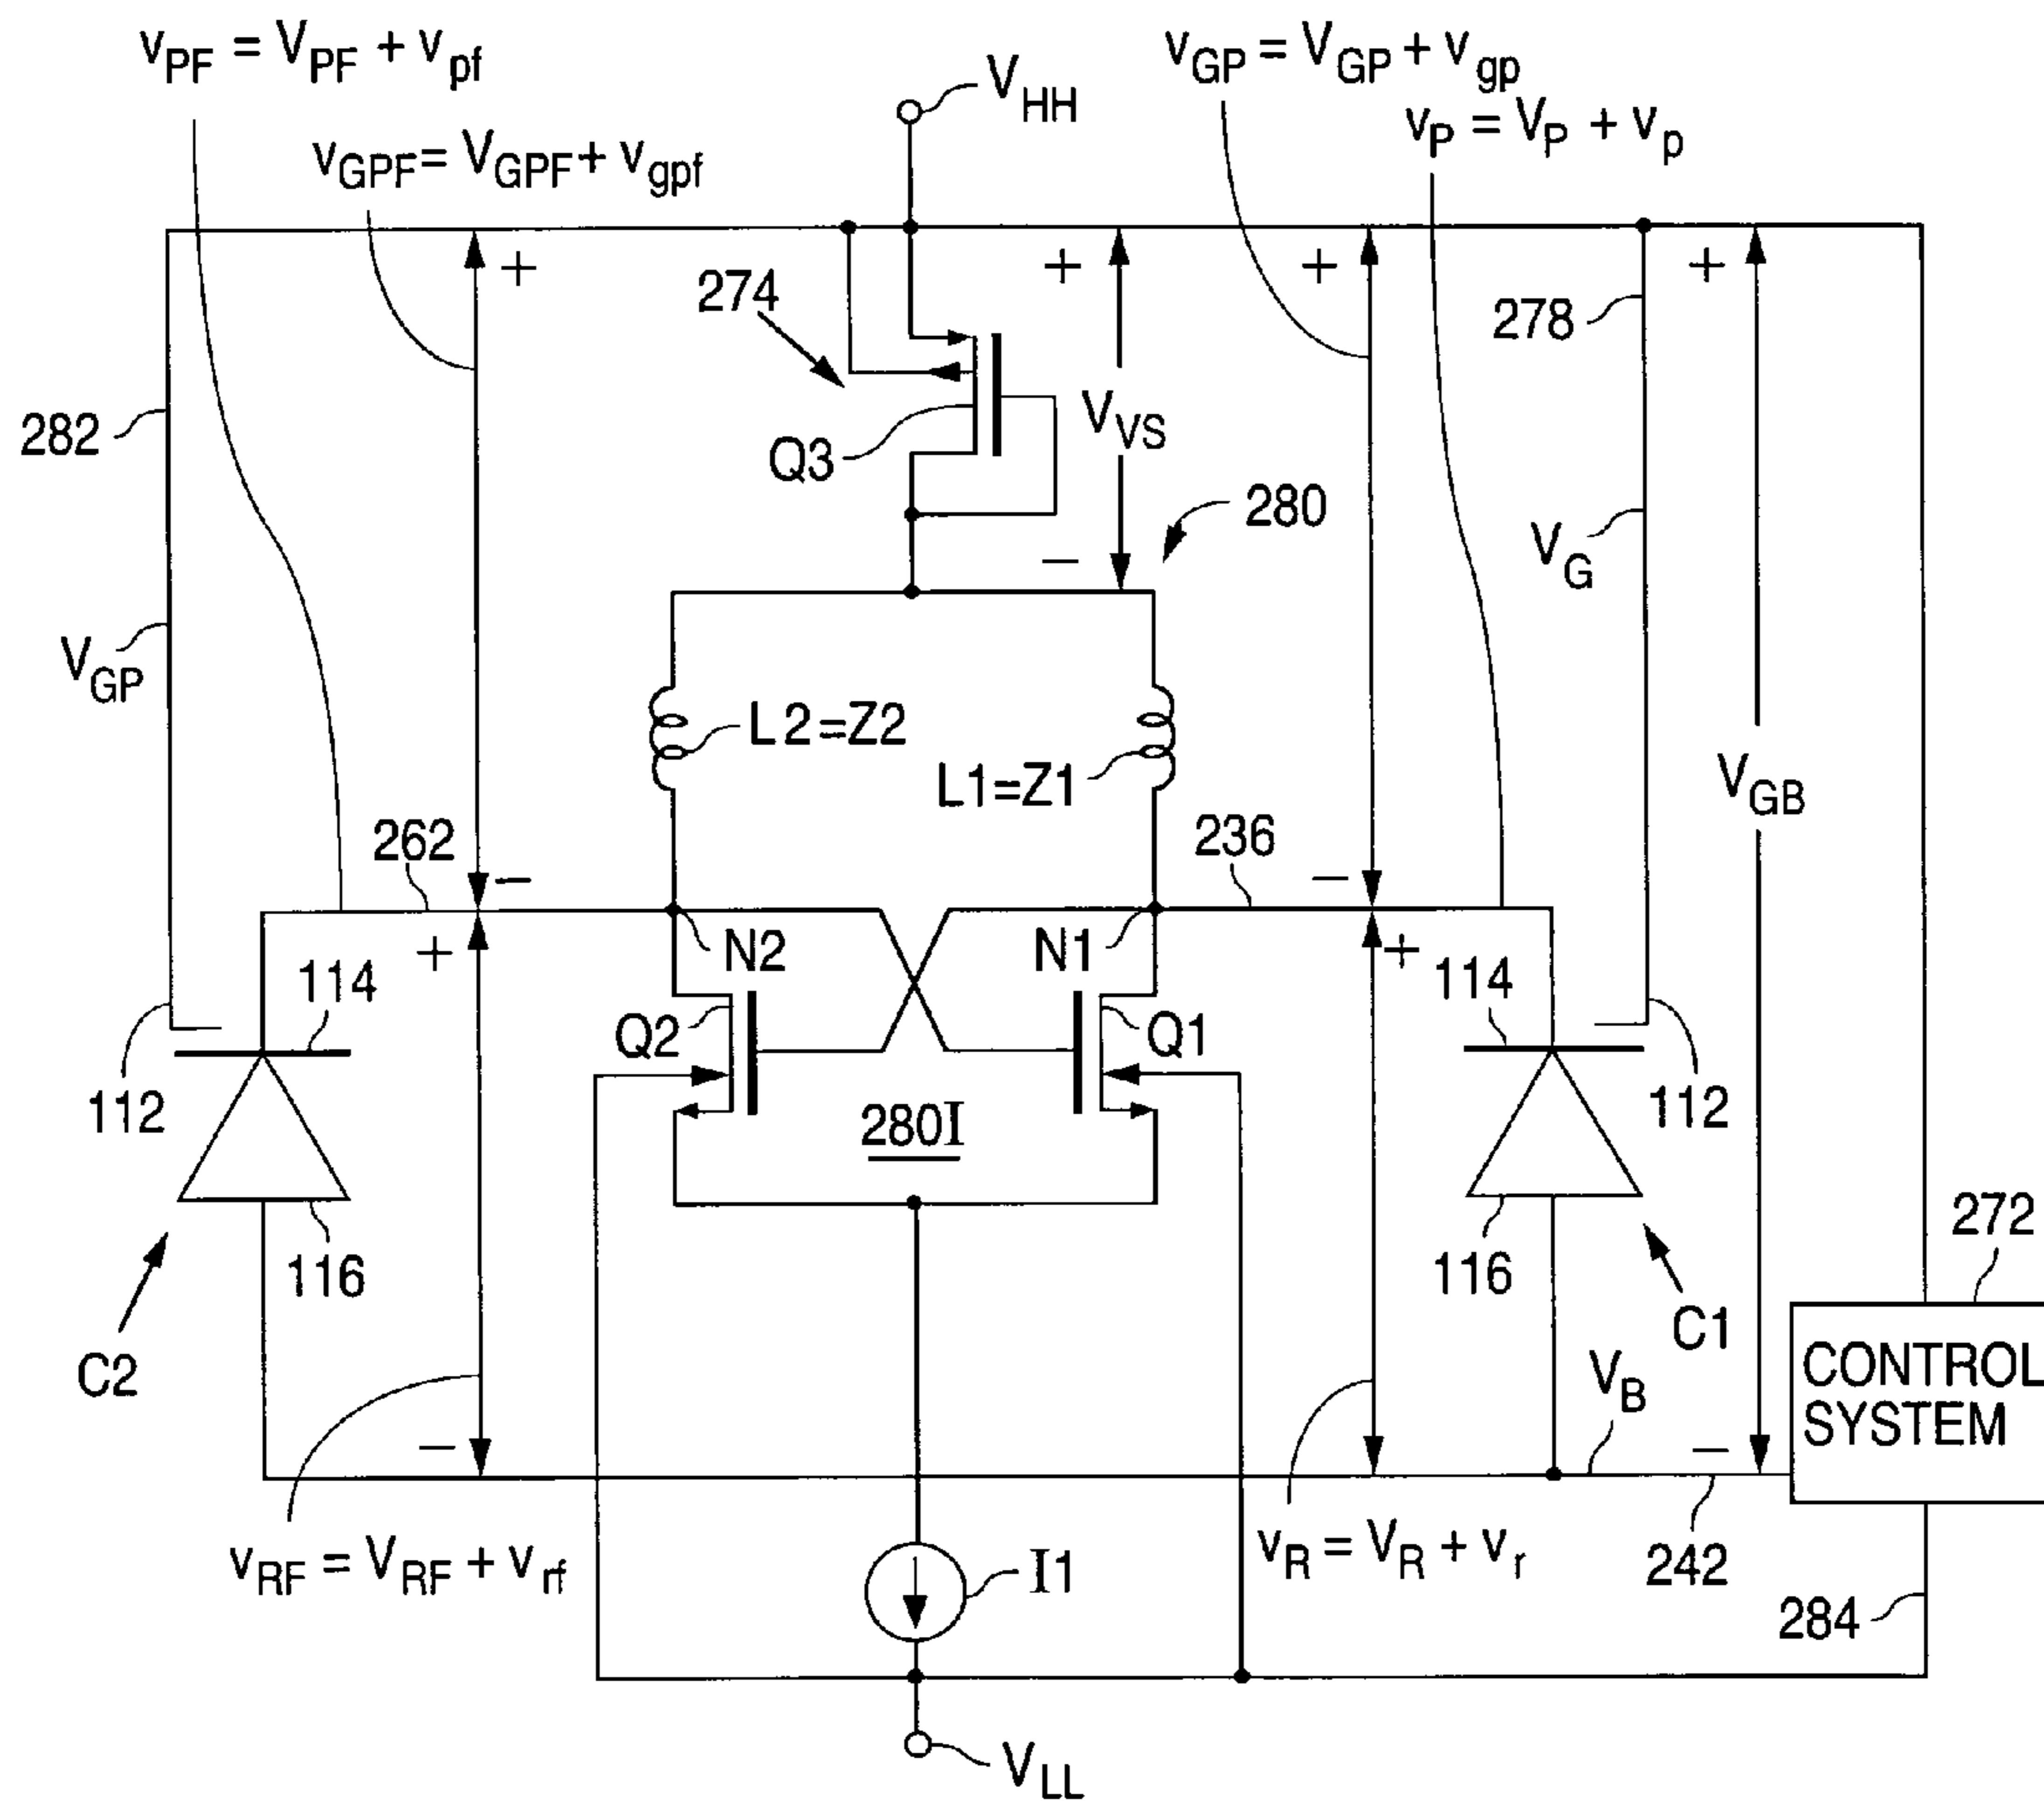 vPF = VPF + vpf
vGP = VGP + vgp
VHH
vP = VP + vp
vGPF = VGPF + vgpf
+
+
+
+
274
278
282
Q3
VVS
280
VG
−
VGP
L2=Z2
L1=Z1
VGB
262
236
−
−
+
N2
N1
+
114
114
Q2
Q1
112
112
280I
116
116
272
C2
C1
CONTROL
SYSTEM
VB
−
−
vRF = VRF + vrf
I1
vR = VR + vr
242
284
VLL